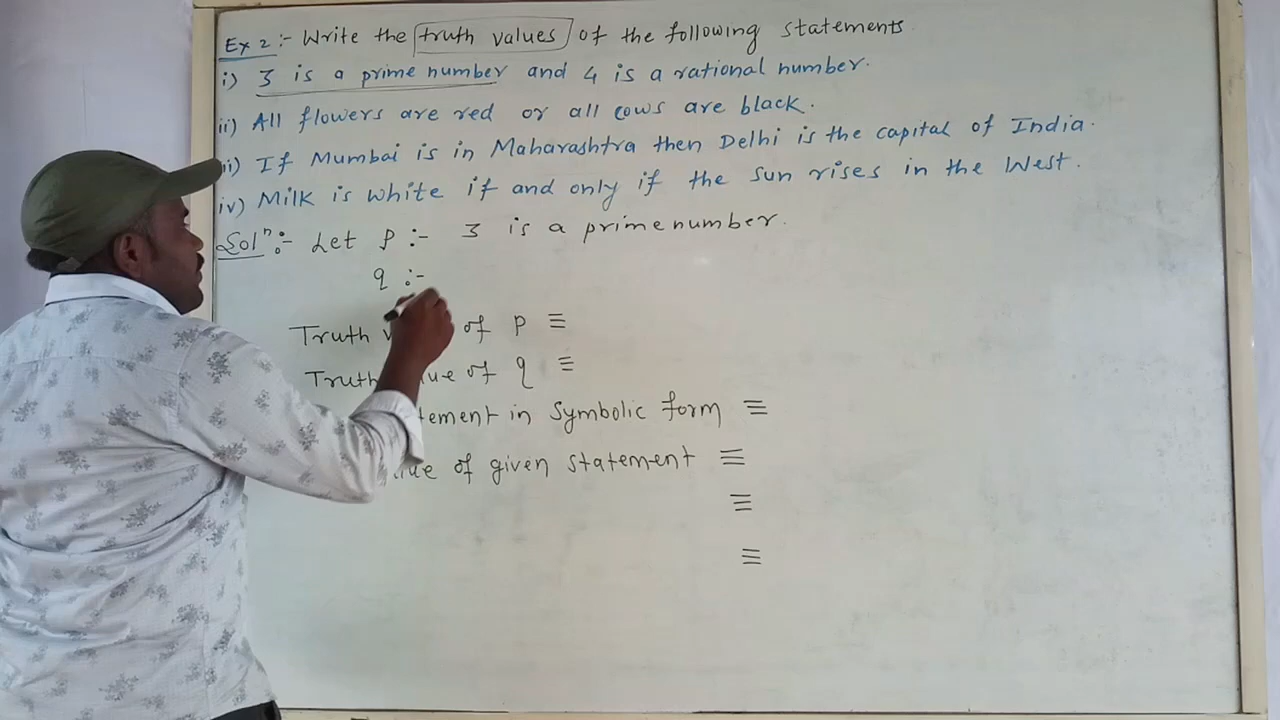 Ex 2 :- Write the truth values of the following statements.
i) 3 is a prime number and 4 is a rational number.
ii) All flowers are red or all cows are black.
ii) If Mumbai is in Maharashtra then Delhi is the capital of India.
iv) Milk is white if and only if the sun rises in the West.
Solⁿ :- Let p :- 3 is a prime number.
q :-
Truth of p ≡
Truth of q ≡
in symbolic form ≡
of given statement ≡
≡
≡